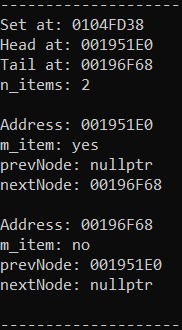 ---------------------
Set at: 0104FD38
Head at: 001951E0
Tail at: 00196F68
n_items: 2
Address: 001951E0
m_item: yes
prevNode: nullptr
nextNode: 00196F68
Address: 00196F68
m_item: no
prevNode: 001951E0
nextNode: nullptr
---------------------